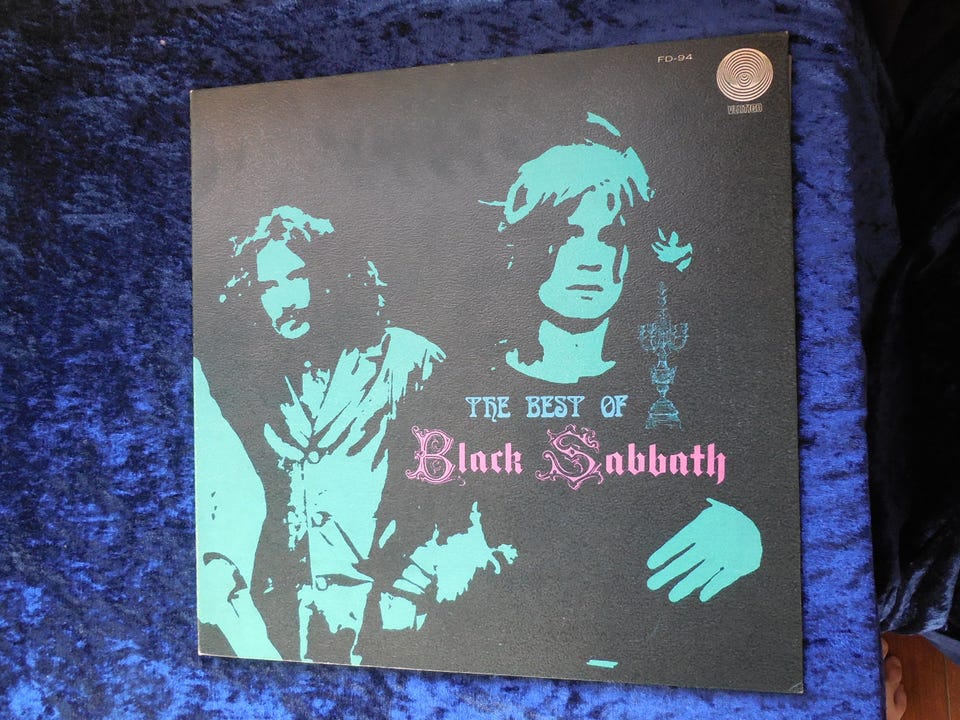 FD-94
VERTIGO
THE BEST OF
Black Sabbath